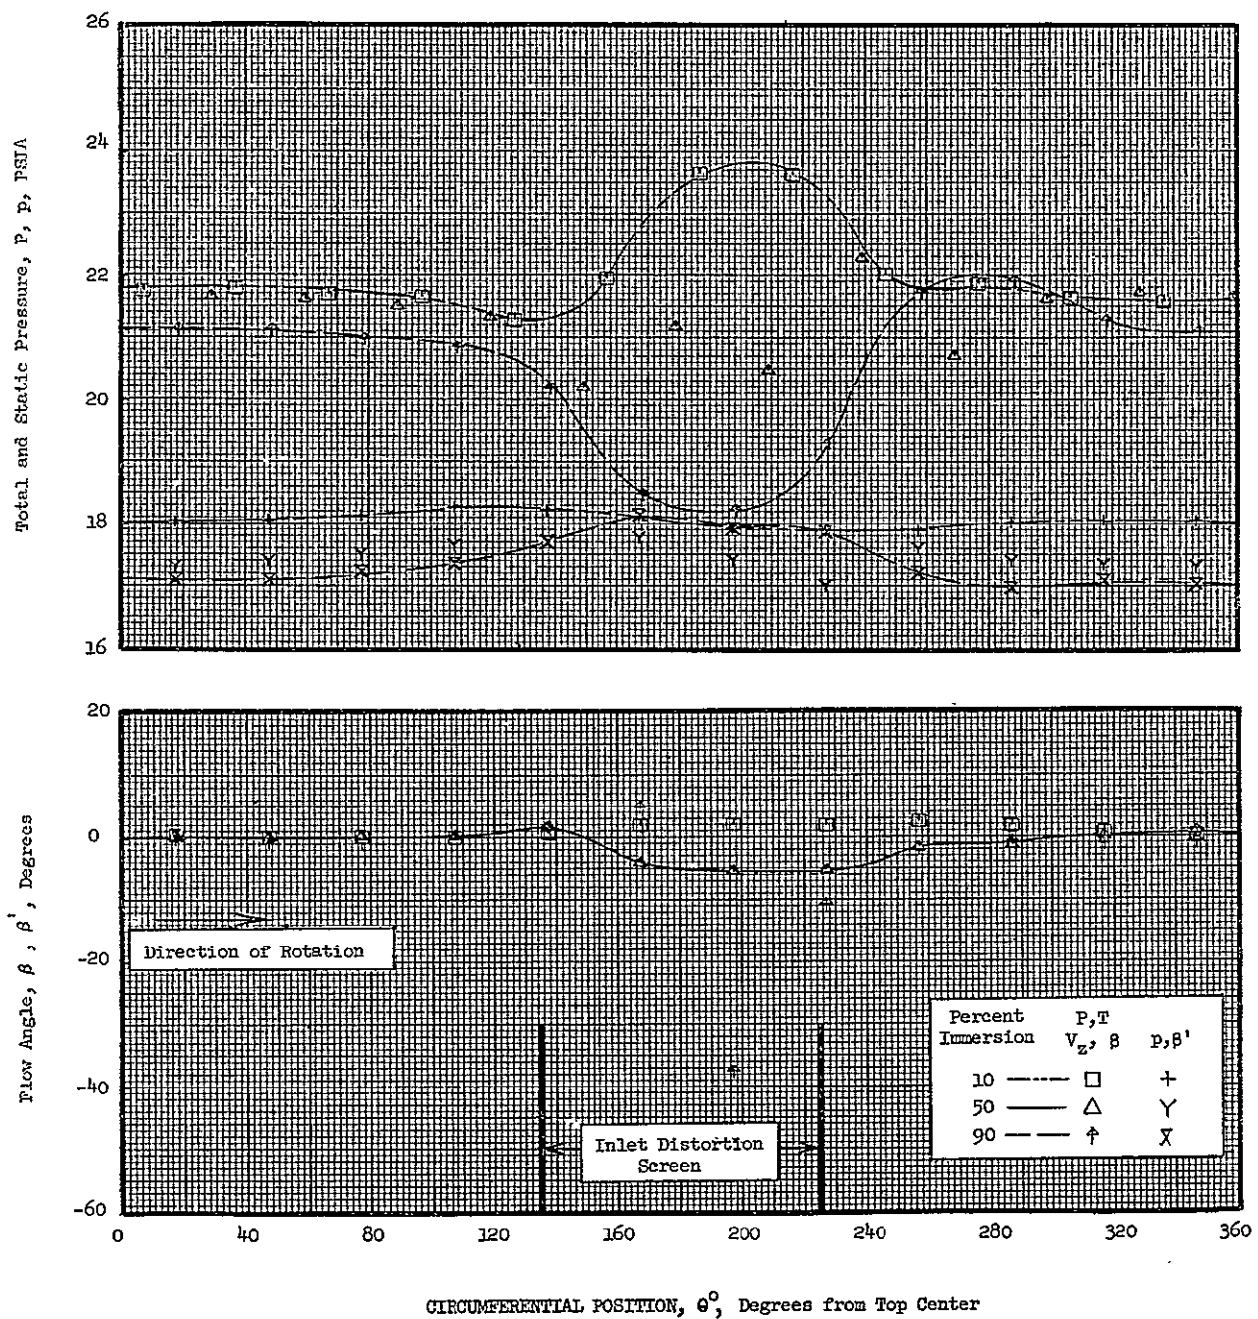 Total and Static Pressure, P, p, PSIA
26
24
22
20
18
16
Flow Angle, β , β', Degrees
20
0
-20
-40
-60
Direction of Rotation
Inlet Distortion
Screen
Percent P,T
Immersion V_z, β p,β'
10
50
90
0 40 80 120 160 200 240 280 320 360
CIRCUMFERENTIAL POSITION, θ°, Degrees from Top Center